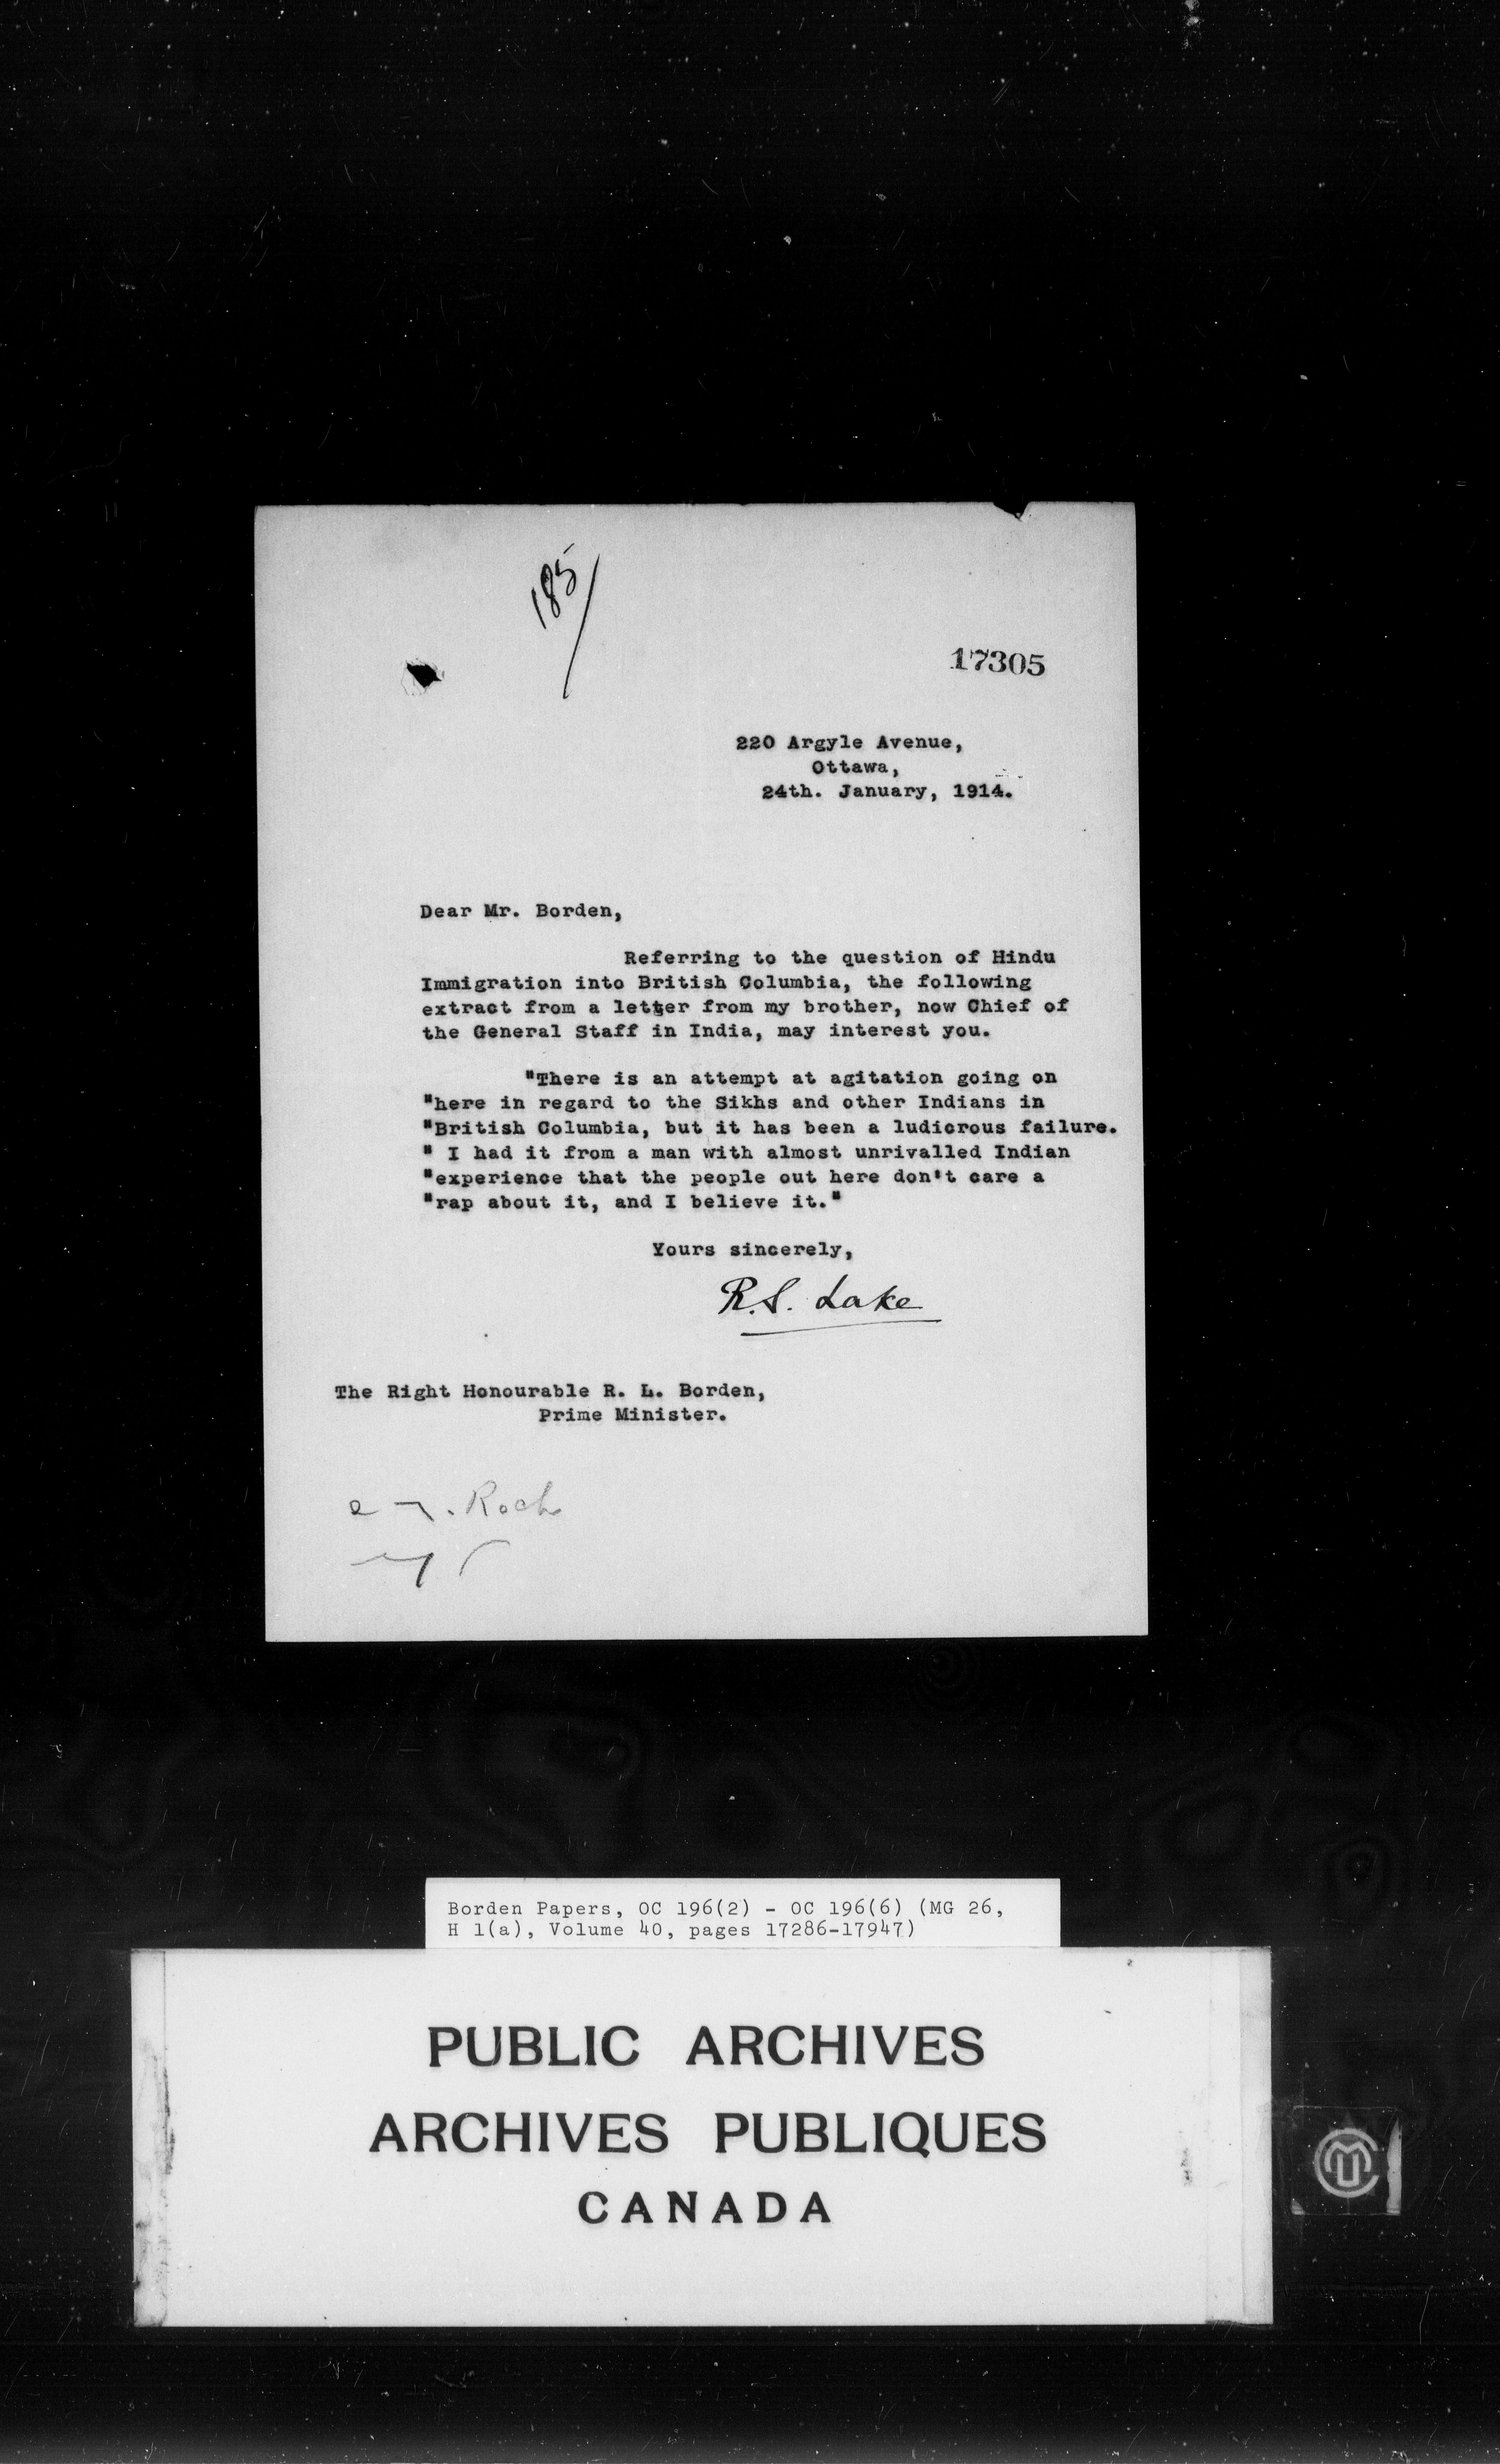 185
17305
220 Argyle Avenue,
Ottawa,
24th. January, 1914.
Dear Mr. Borden,
Referring to the question of Hindu
Immigration into British Columbia, the following
extract from a letter from my brother, now Chief of
the General Staff in India, may interest you.
"There is an attempt at agitation going on
"here in regard to the Sikhs and other Indians in
"British Columbia, but it has been a ludicrous failure.
" I had it from a man with almost unrivalled Indian
"experience that the people out here don't care a
"rap about it, and I believe it."
Yours sincerely,
R.S. Lake
The Right Honourable R. L. Borden,
Prime Minister.
Borden Papers, OC 196(2) - OC 196(6) (MG 26,
H 1(a), Volume 40, pages 17286-17947)
PUBLIC ARCHIVES
ARCHIVES PUBLIQUES
CANADA